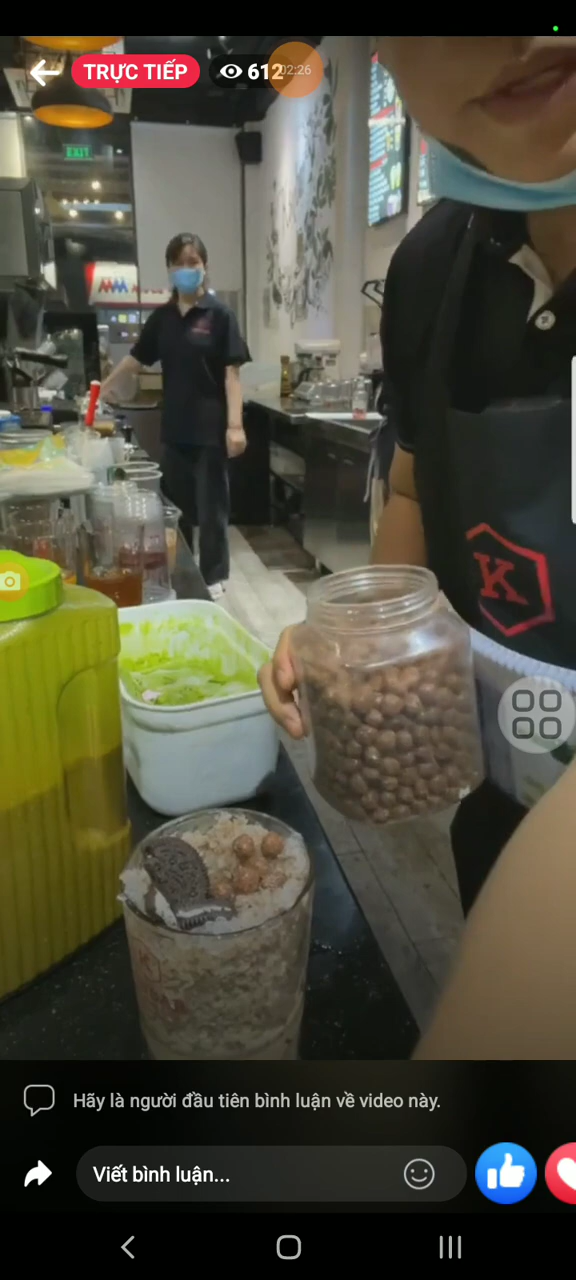 TRỰC TIẾP
612
02:26
EXIT
K
K
Hãy là người đầu tiên bình luận về video này.
Viết bình luận...